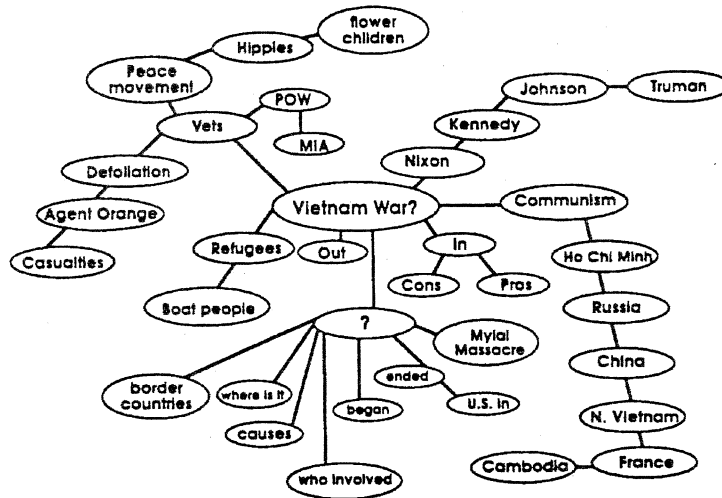 flower
children
Hippies
Peace
movement
Johnson
Truman
POW
Kennedy
Vets
MIA
Nixon
Defoliation
Communism
Vietnam War?
Agent Orange
In
Refugees
Out
Ho Chi Minh
Casualties
Cons
Pros
Boat people
Russia
?
Mylai
Massacre
China
ended
border
countries
where is it
began
U.S. in
N. Vietnam
causes
France
Cambodia
who involved